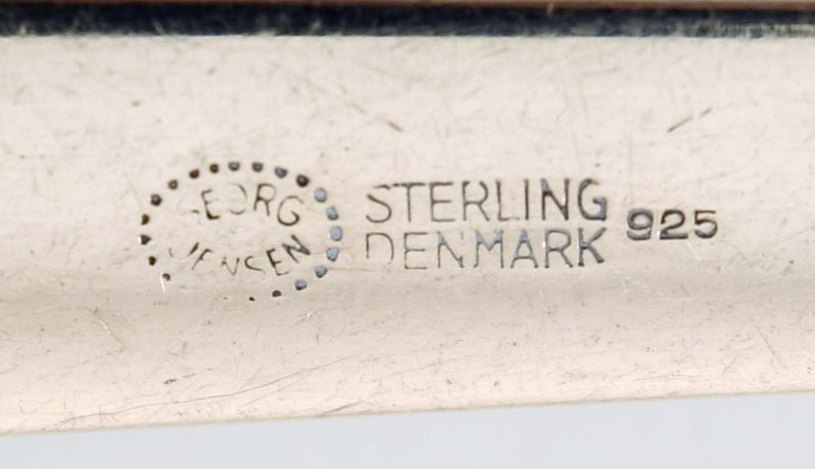 GEORG
JENSEN
STERLING
DENMARK
925